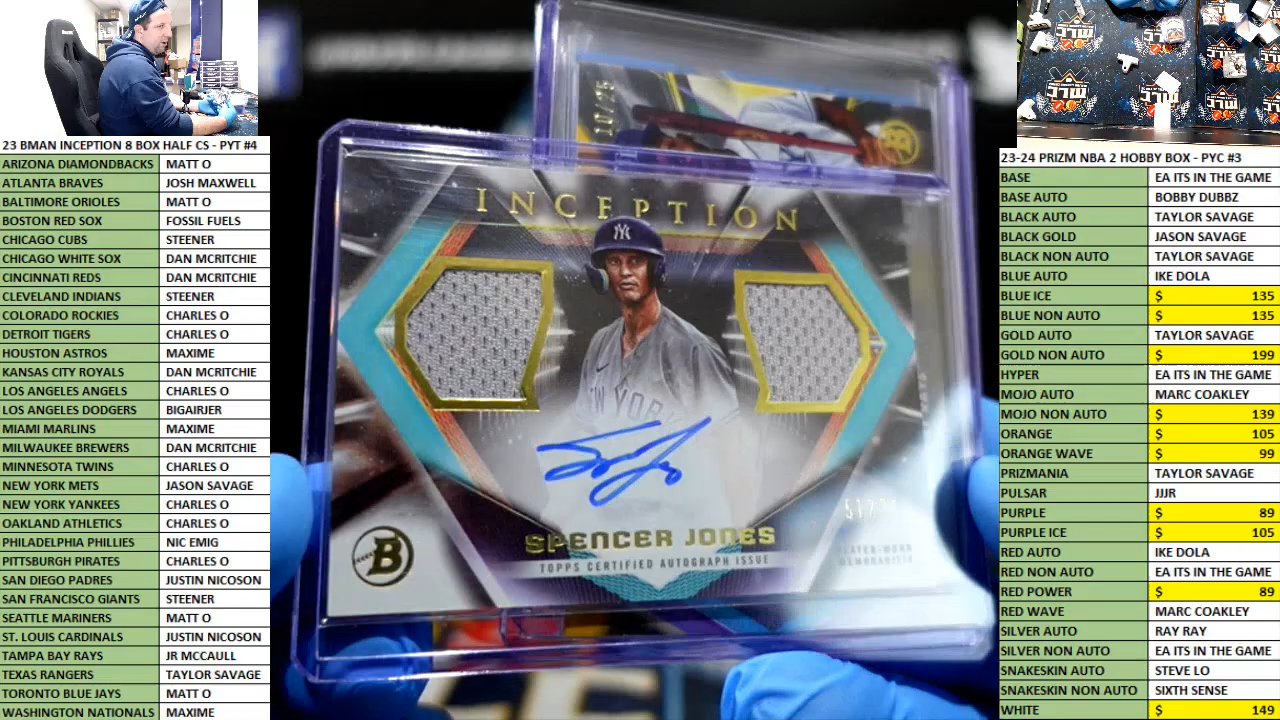 23 BMAN INCEPTION 8 BOX HALF CS - PYT #4
ARIZONA DIAMONDBACKS MATT O
ATLANTA BRAVES JOSH MAXWELL
BALTIMORE ORIOLES MATT O
BOSTON RED SOX FOSSIL FUELS
CHICAGO CUBS STEENER
CHICAGO WHITE SOX DAN MCRITCHIE
CINCINNATI REDS DAN MCRITCHIE
CLEVELAND INDIANS STEENER
COLORADO ROCKIES CHARLES O
DETROIT TIGERS CHARLES O
HOUSTON ASTROS MAXIME
KANSAS CITY ROYALS DAN MCRITCHIE
LOS ANGELES ANGELS CHARLES O
LOS ANGELES DODGERS BIGAIRJER
MIAMI MARLINS MAXIME
MILWAUKEE BREWERS DAN MCRITCHIE
MINNESOTA TWINS CHARLES O
NEW YORK METS JASON SAVAGE
NEW YORK YANKEES CHARLES O
OAKLAND ATHLETICS CHARLES O
PHILADELPHIA PHILLIES NIC EMIG
PITTSBURGH PIRATES CHARLES O
SAN DIEGO PADRES JUSTIN NICOSON
SAN FRANCISCO GIANTS STEENER
SEATTLE MARINERS MATT O
ST. LOUIS CARDINALS JUSTIN NICOSON
TAMPA BAY RAYS JR MCCAULL
TEXAS RANGERS TAYLOR SAVAGE
TORONTO BLUE JAYS MATT O
WASHINGTON NATIONALS MAXIME
10/25
B
INCEPTION
NY
NEW YORK
SPENCER JONES
TOPPS CERTIFIED AUTOGRAPH ISSUE
B
PLAYER-WORN
MEMORABILIA
23-24 PRIZM NBA 2 HOBBY BOX - PYC #3
BASE EA ITS IN THE GAME
BASE AUTO BOBBY DUBBZ
BLACK AUTO TAYLOR SAVAGE
BLACK GOLD JASON SAVAGE
BLACK NON AUTO TAYLOR SAVAGE
BLUE AUTO IKE DOLA
BLUE ICE $ 135
BLUE NON AUTO $ 135
GOLD AUTO TAYLOR SAVAGE
GOLD NON AUTO $ 199
HYPER EA ITS IN THE GAME
MOJO AUTO MARC COAKLEY
MOJO NON AUTO $ 139
ORANGE $ 105
ORANGE WAVE $ 99
PRIZMANIA TAYLOR SAVAGE
PULSAR JJJR
PURPLE $ 89
PURPLE ICE $ 105
RED AUTO IKE DOLA
RED NON AUTO EA ITS IN THE GAME
RED POWER $ 89
RED WAVE MARC COAKLEY
SILVER AUTO RAY RAY
SILVER NON AUTO EA ITS IN THE GAME
SNAKESKIN AUTO STEVE LO
SNAKESKIN NON AUTO SIXTH SENSE
WHITE $ 149